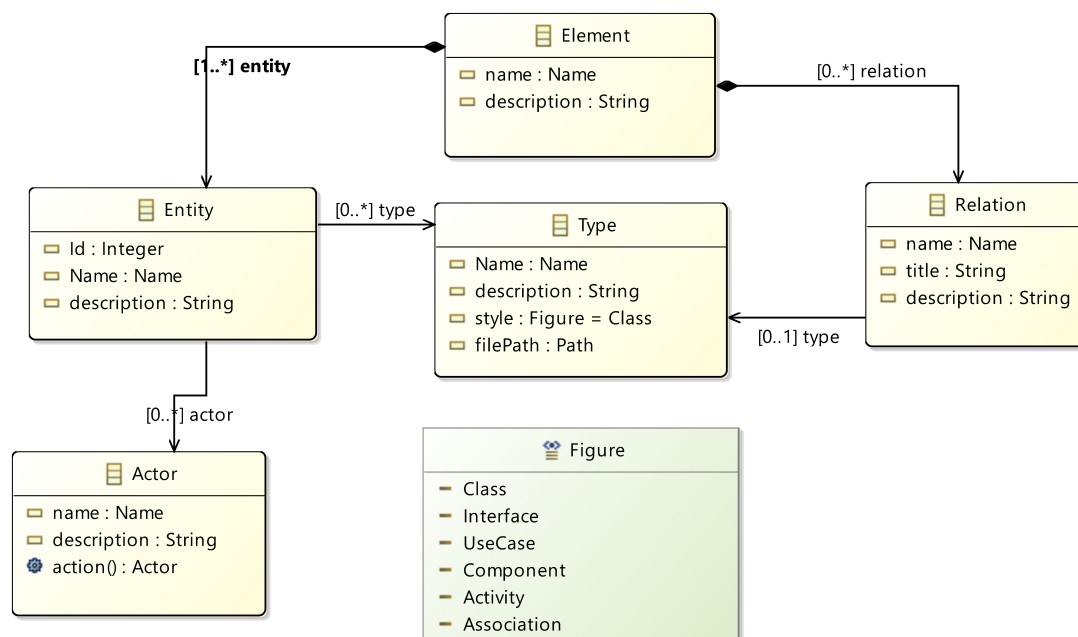 Element
name : Name
description : String
[1..*] entity
[0..*] relation
Entity
Id : Integer
Name : Name
description : String
[0..*] type
Type
Name : Name
description : String
style : Figure = Class
filePath : Path
Relation
name : Name
title : String
description : String
[0..1] type
[0..*] actor
Actor
name : Name
description : String
action() : Actor
Figure
Class
Interface
UseCase
Component
Activity
Association